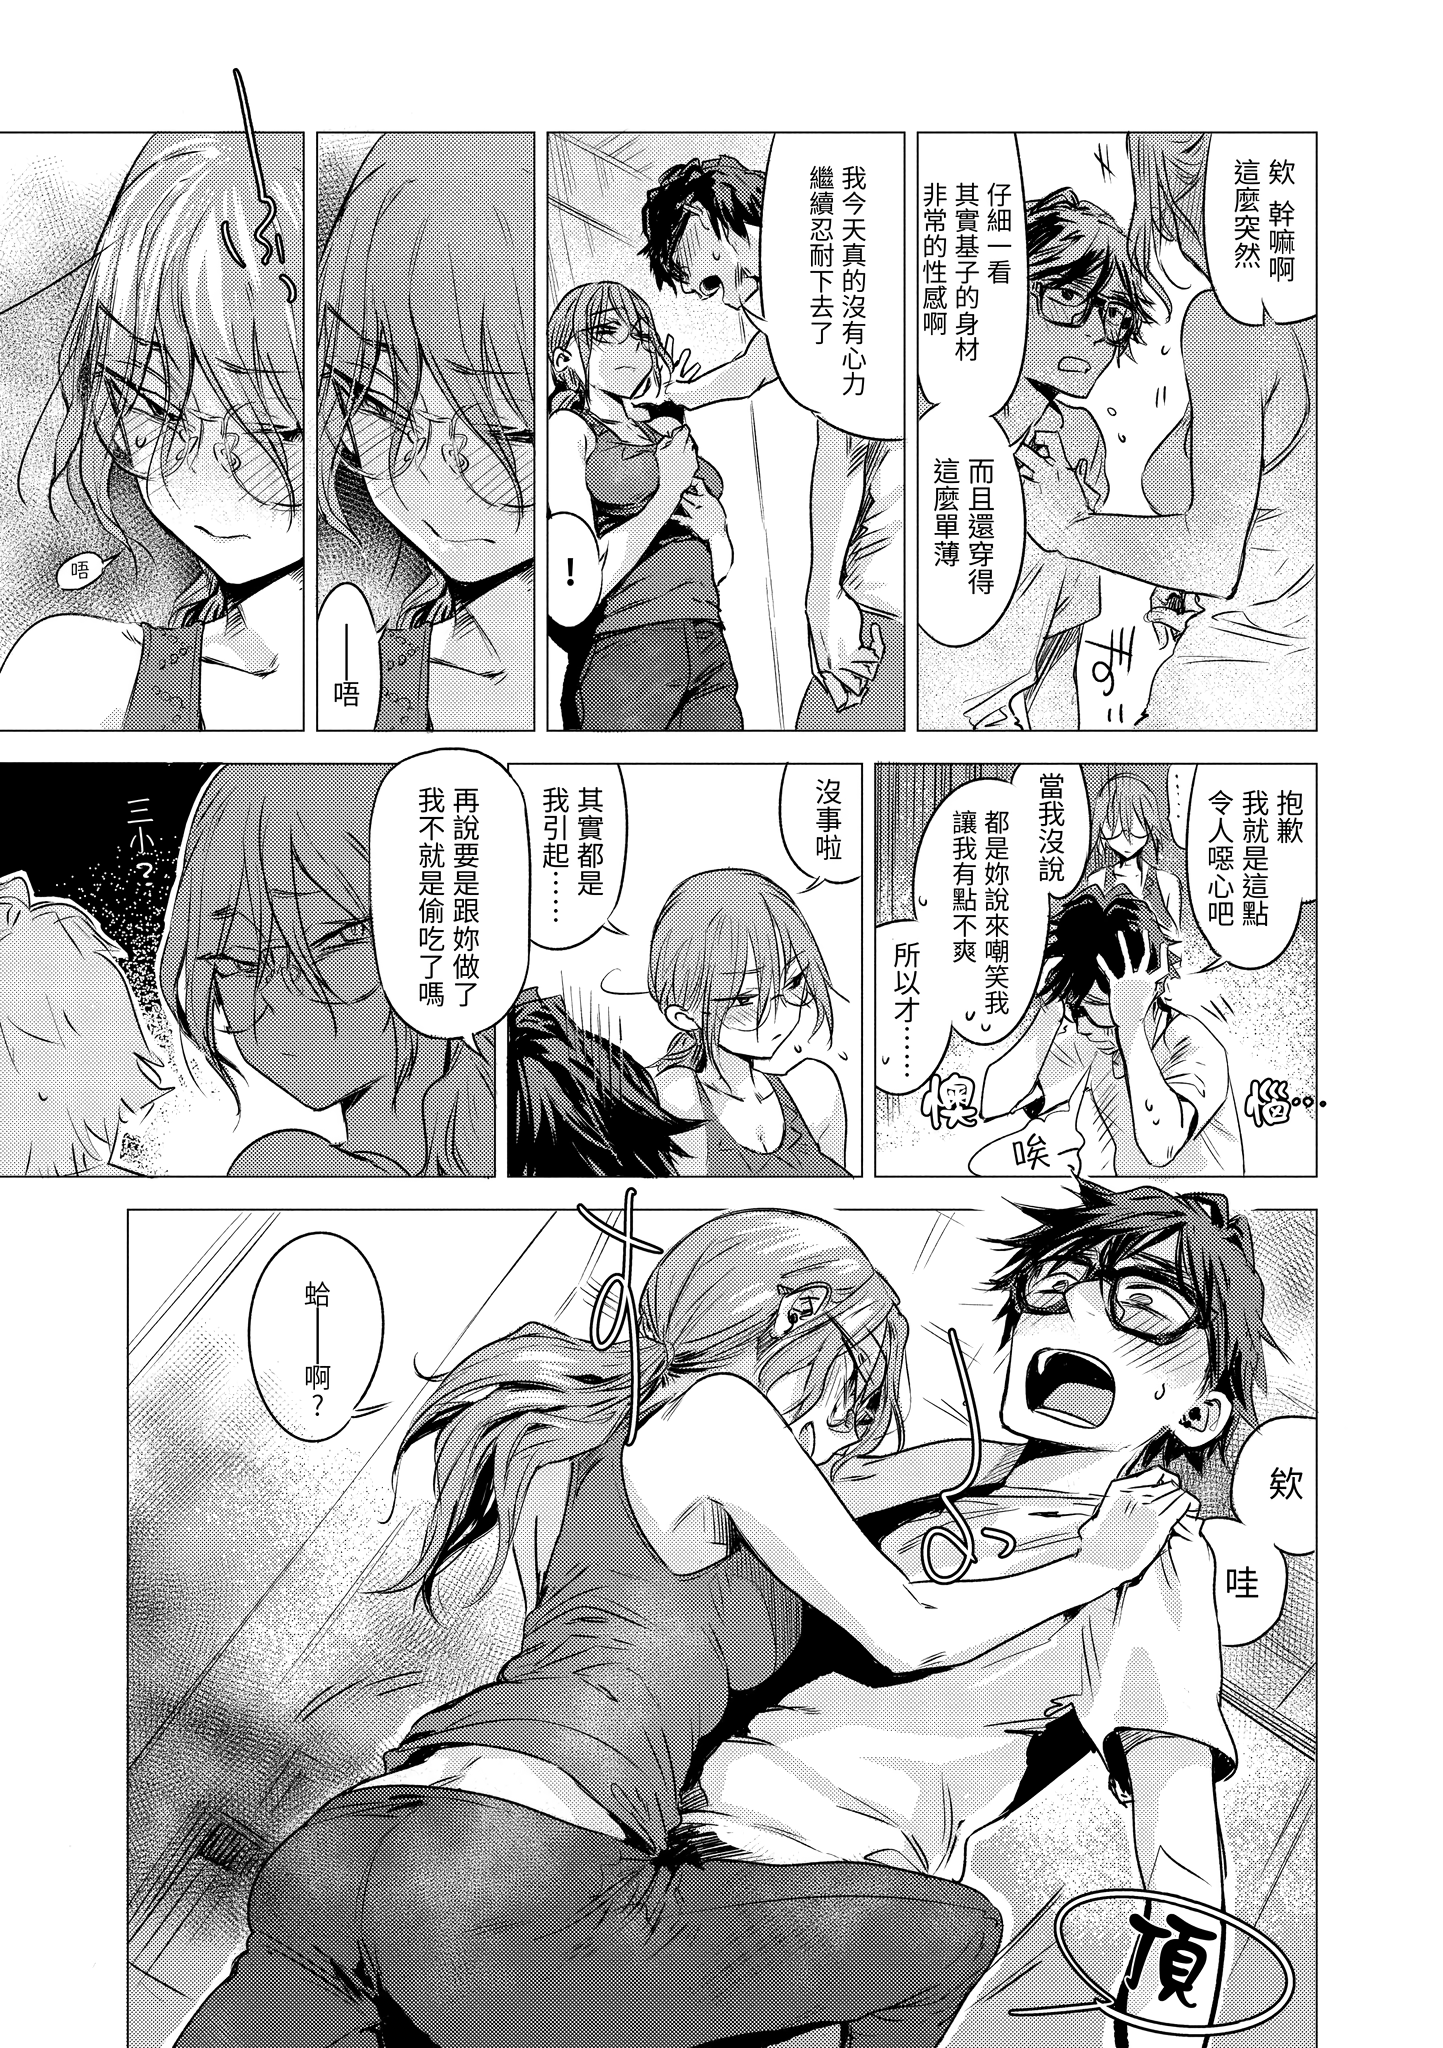 欸 幹嘛啊
這麼突然
仔細一看
其實基子的身材
非常的性感啊
而且還穿得
這麼單薄
ギぉ
我今天真的沒有心力
繼續忍耐下去了
！
──唔
唔
抱歉
我就是這點
令人噁心吧
……
當我沒說
都是妳說來嘲笑我
讓我有點不爽
所以才……
懊
惱…
唉
沒事啦
其實都是
我引起……
再說要是跟妳做了
我不就是偷吃了嗎
三小？
欸
哇
蛤──啊？
頂